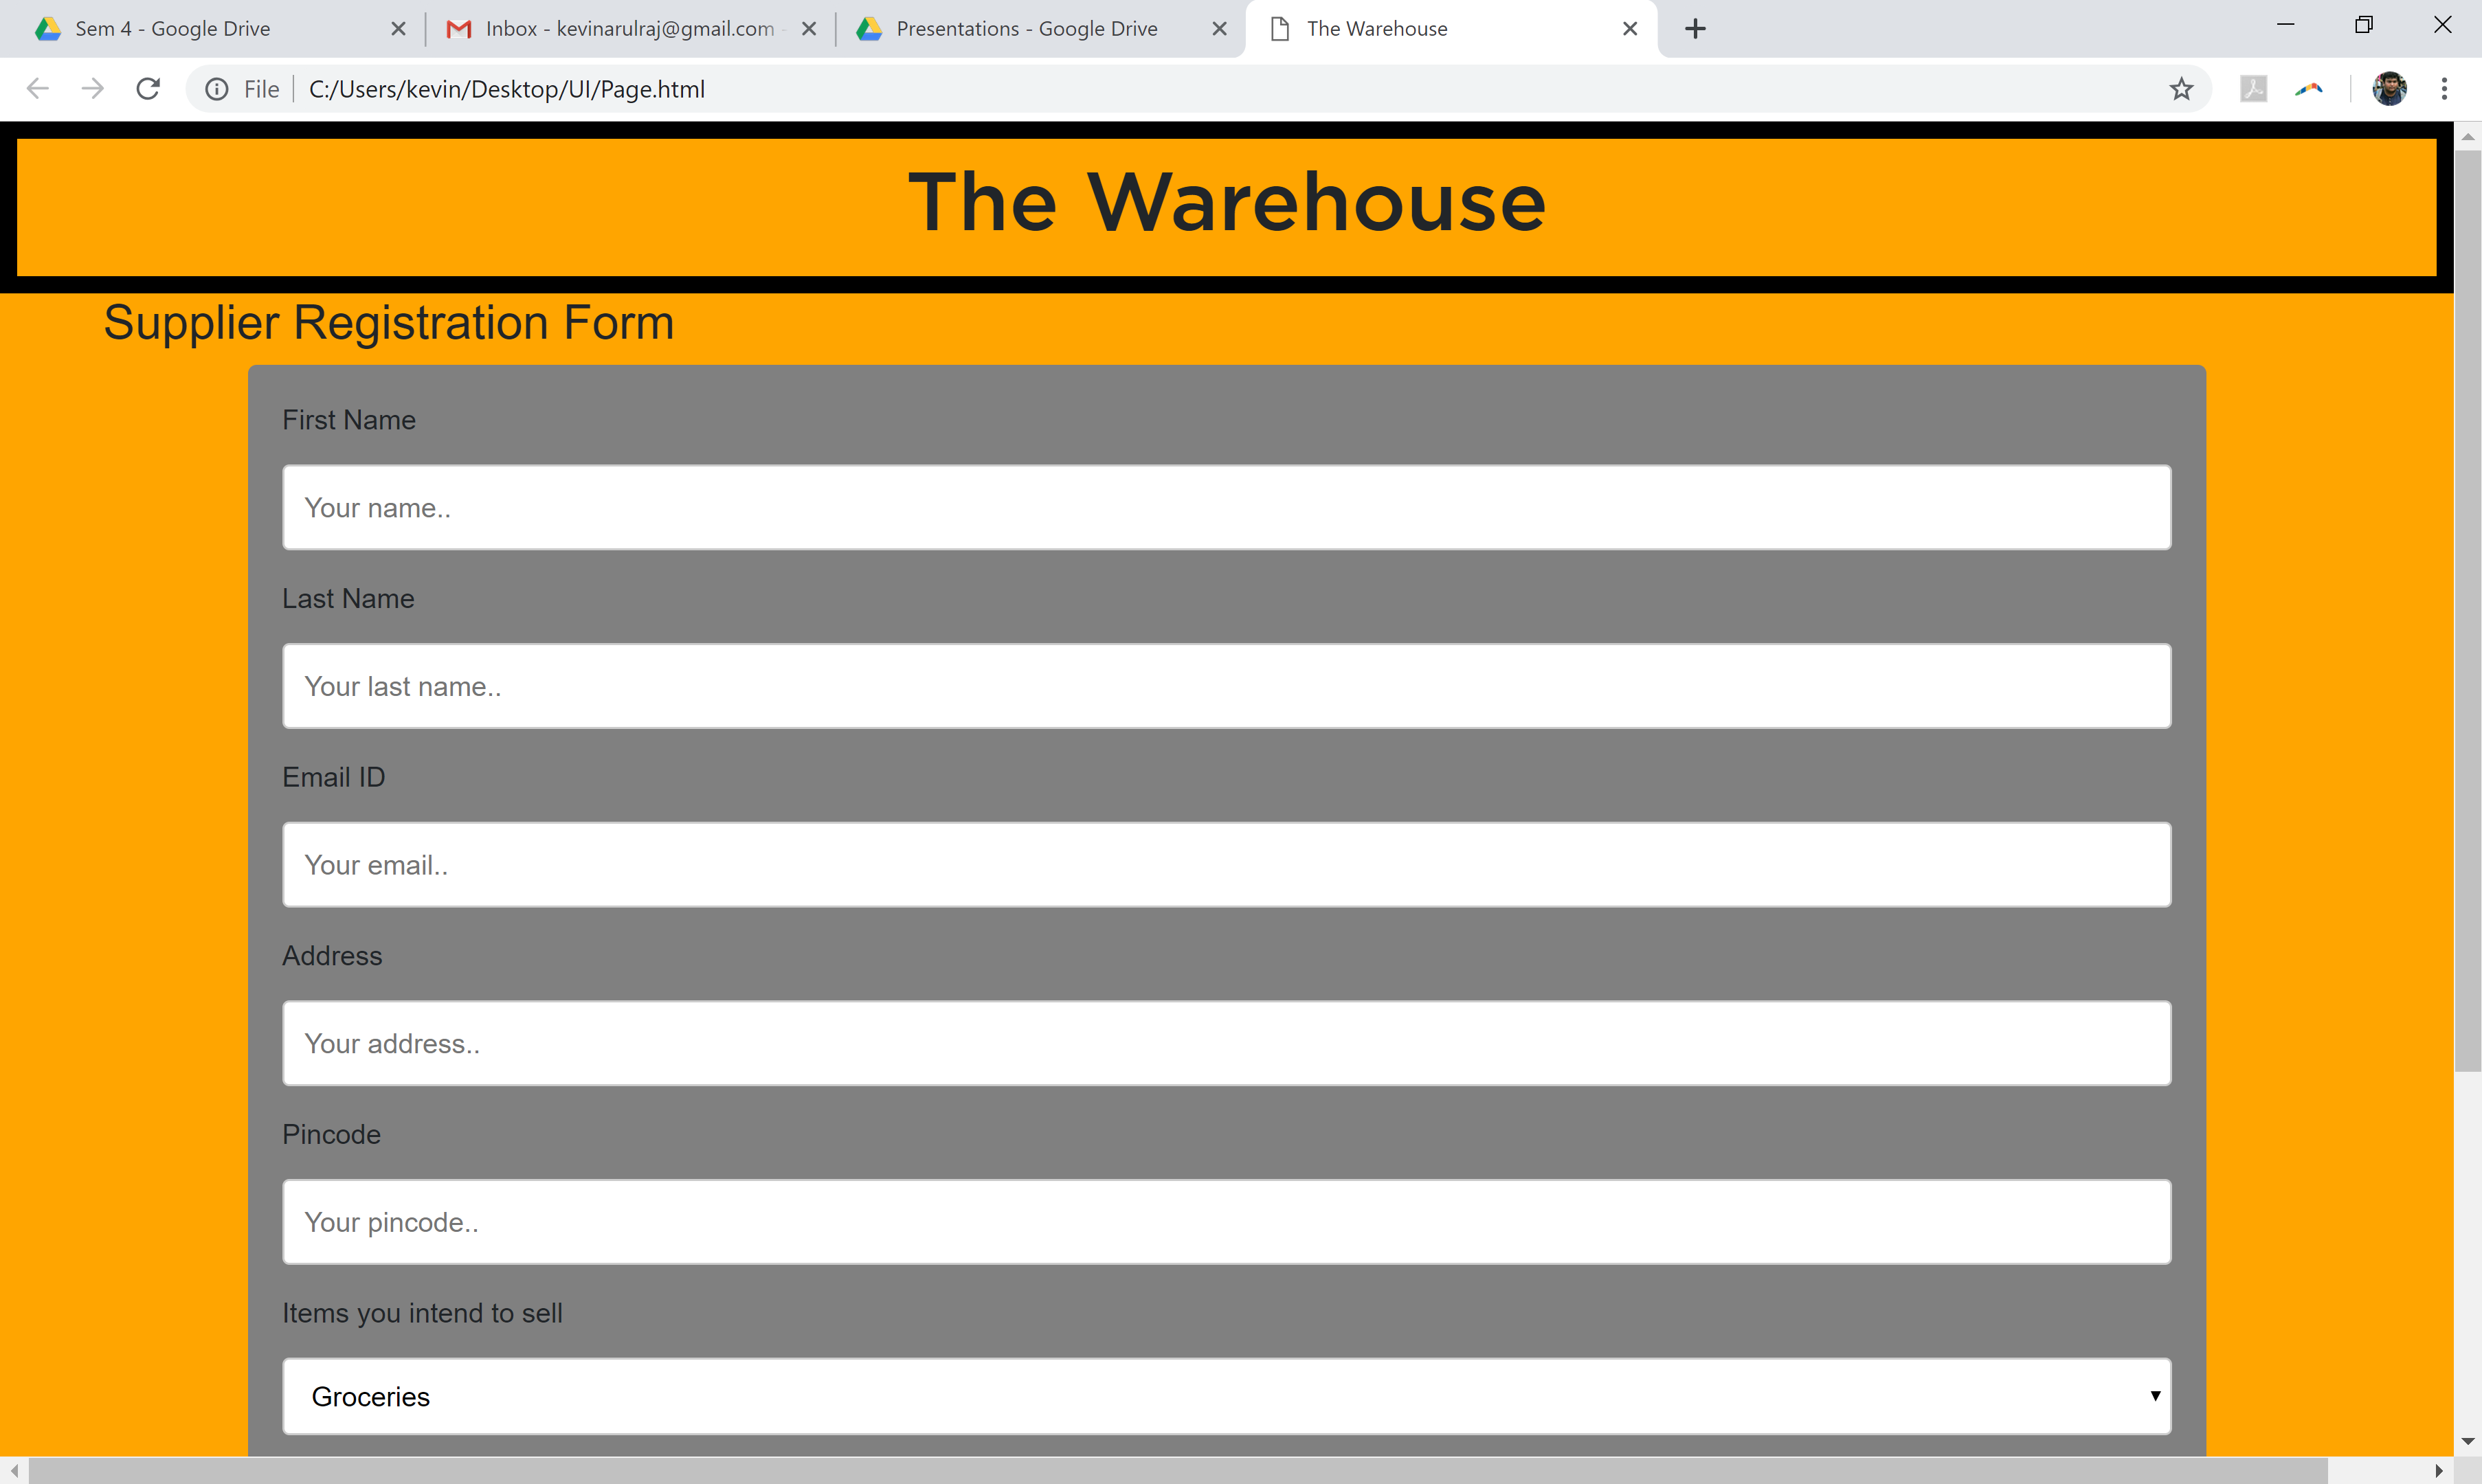 Sem 4 - Google Drive
Inbox - kevinarulraj@gmail.com -
Presentations - Google Drive
The Warehouse
File
C:/Users/kevin/Desktop/UI/Page.html
The Warehouse
Supplier Registration Form
First Name
Your name..
Last Name
Your last name..
Email ID
Your email..
Address
Your address..
Pincode
Your pincode..
Items you intend to sell
Groceries